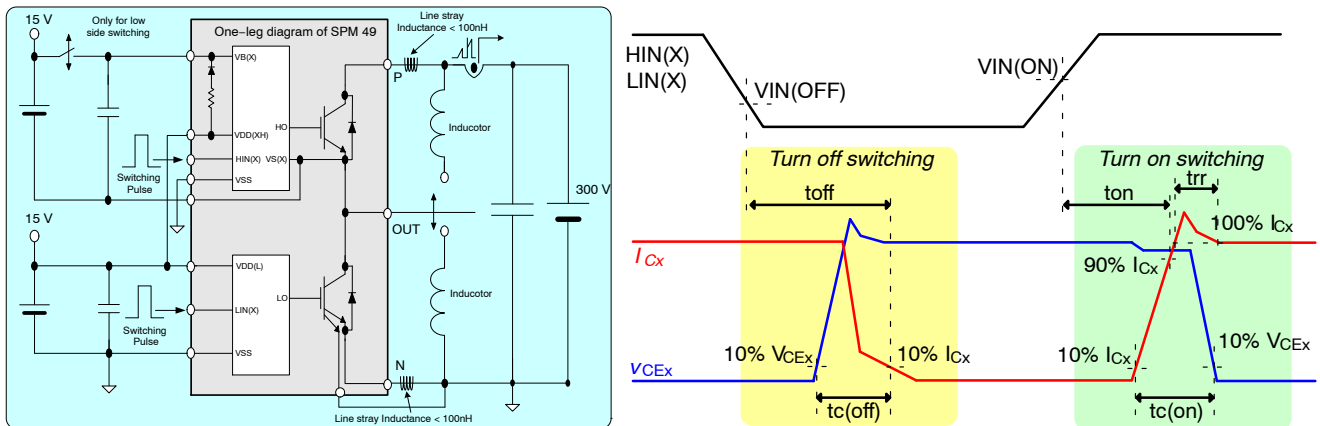 15 V
Only for low
side switching
One-leg diagram of SPM 49
Line stray
Inductance < 100nH
VB(X)
P
VDD(XH)
HO
Inducotor
HIN(X)
VS(X)
Switching
Pulse
VSS
300 V
15 V
OUT
VDD(L)
LO
Inducotor
LIN(X)
Switching
Pulse
VSS
N
Line stray Inductance < 100nH
HIN(X)
LIN(X)
VIN(OFF)
VIN(ON)
Turn off switching
Turn on switching
toff
ton
trr
100% ICx
ICx
90% ICx
10% VCEx
10% ICx
10% ICx
10% VCEx
vCEx
tc(off)
tc(on)